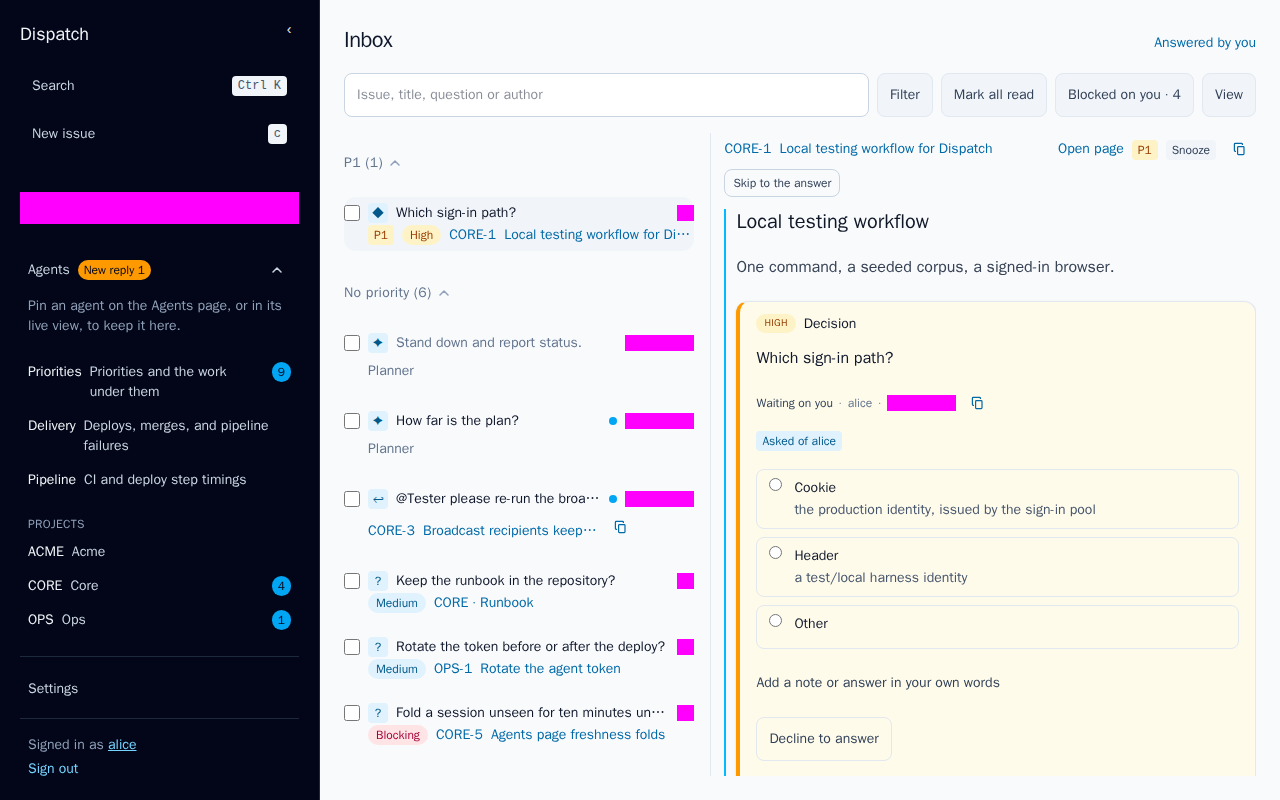 Dispatch
Search
Ctrl K
New issue
C
Agents New reply 1
Pin an agent on the Agents page, or in its
live view, to keep it here.
Priorities Priorities and the work
under them
9
Delivery Deploys, merges, and pipeline
failures
Pipeline CI and deploy step timings
PROJECTS
ACME Acme
CORE Core 4
OPS Ops 1
Settings
Signed in as alice
Sign out
Inbox
Answered by you
Issue, title, question or author
Filter
Mark all read
Blocked on you · 4
View
P1 (1)
Which sign-in path?
P1 High CORE-1 Local testing workflow for Di…
No priority (6)
Stand down and report status.
Planner
How far is the plan?
Planner
@Tester please re-run the broa…
CORE-3 Broadcast recipients keep…
? Keep the runbook in the repository?
Medium CORE · Runbook
? Rotate the token before or after the deploy?
Medium OPS-1 Rotate the agent token
? Fold a session unseen for ten minutes un…
Blocking CORE-5 Agents page freshness folds
CORE-1 Local testing workflow for Dispatch
Open page P1 Snooze
Skip to the answer
Local testing workflow
One command, a seeded corpus, a signed-in browser.
HIGH Decision
Which sign-in path?
Waiting on you · alice ·
Asked of alice
Cookie
the production identity, issued by the sign-in pool
Header
a test/local harness identity
Other
Add a note or answer in your own words
Decline to answer